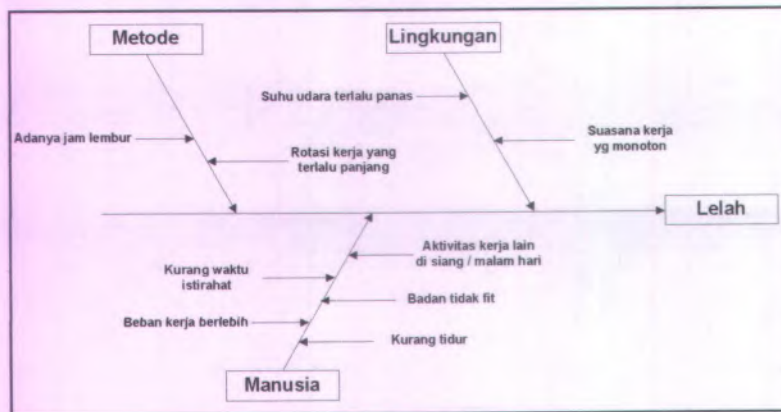 Metode
Lingkungan
Suhu udara terlalu panas
Adanya jam lembur
Rotasi kerja yang
terlalu panjang
Suasana kerja
yg monoton
Lelah
Aktivitas kerja lain
di siang / malam hari
Kurang waktu
istirahat
Badan tidak fit
Beban kerja berlebih
Kurang tidur
Manusia